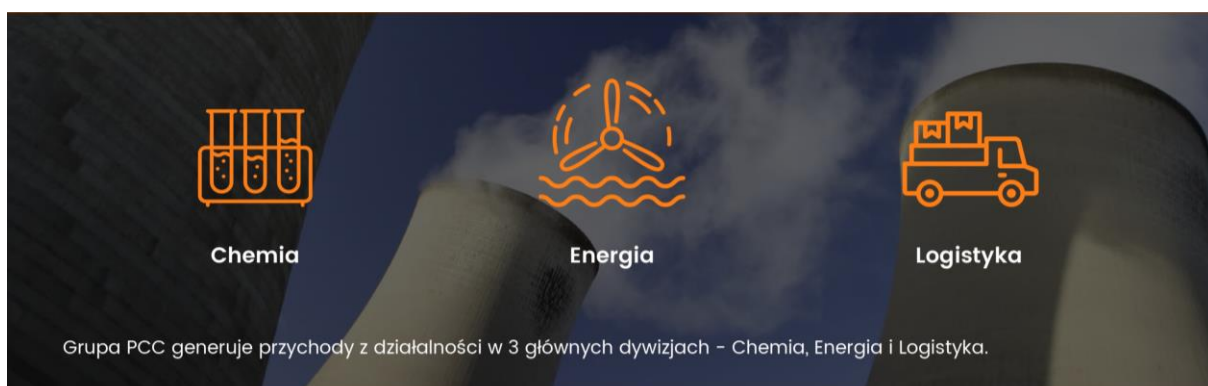 Chemia
Energia
Logistyka
Grupa PCC generuje przychody z działalności w 3 głównych dywizjach - Chemia, Energia i Logistyka.